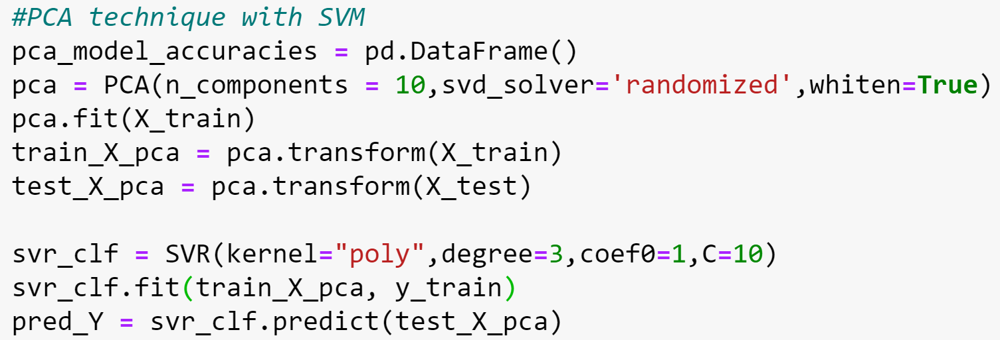 #PCA technique with SVM
pca_model_accuracies = pd.DataFrame()
pca = PCA(n_components = 10,svd_solver='randomized',whiten=True)
pca.fit(X_train)
train_X_pca = pca.transform(X_train)
test_X_pca = pca.transform(X_test)
svr_clf = SVR(kernel="poly",degree=3,coef0=1,C=10)
svr_clf.fit(train_X_pca, y_train)
pred_Y = svr_clf.predict(test_X_pca)